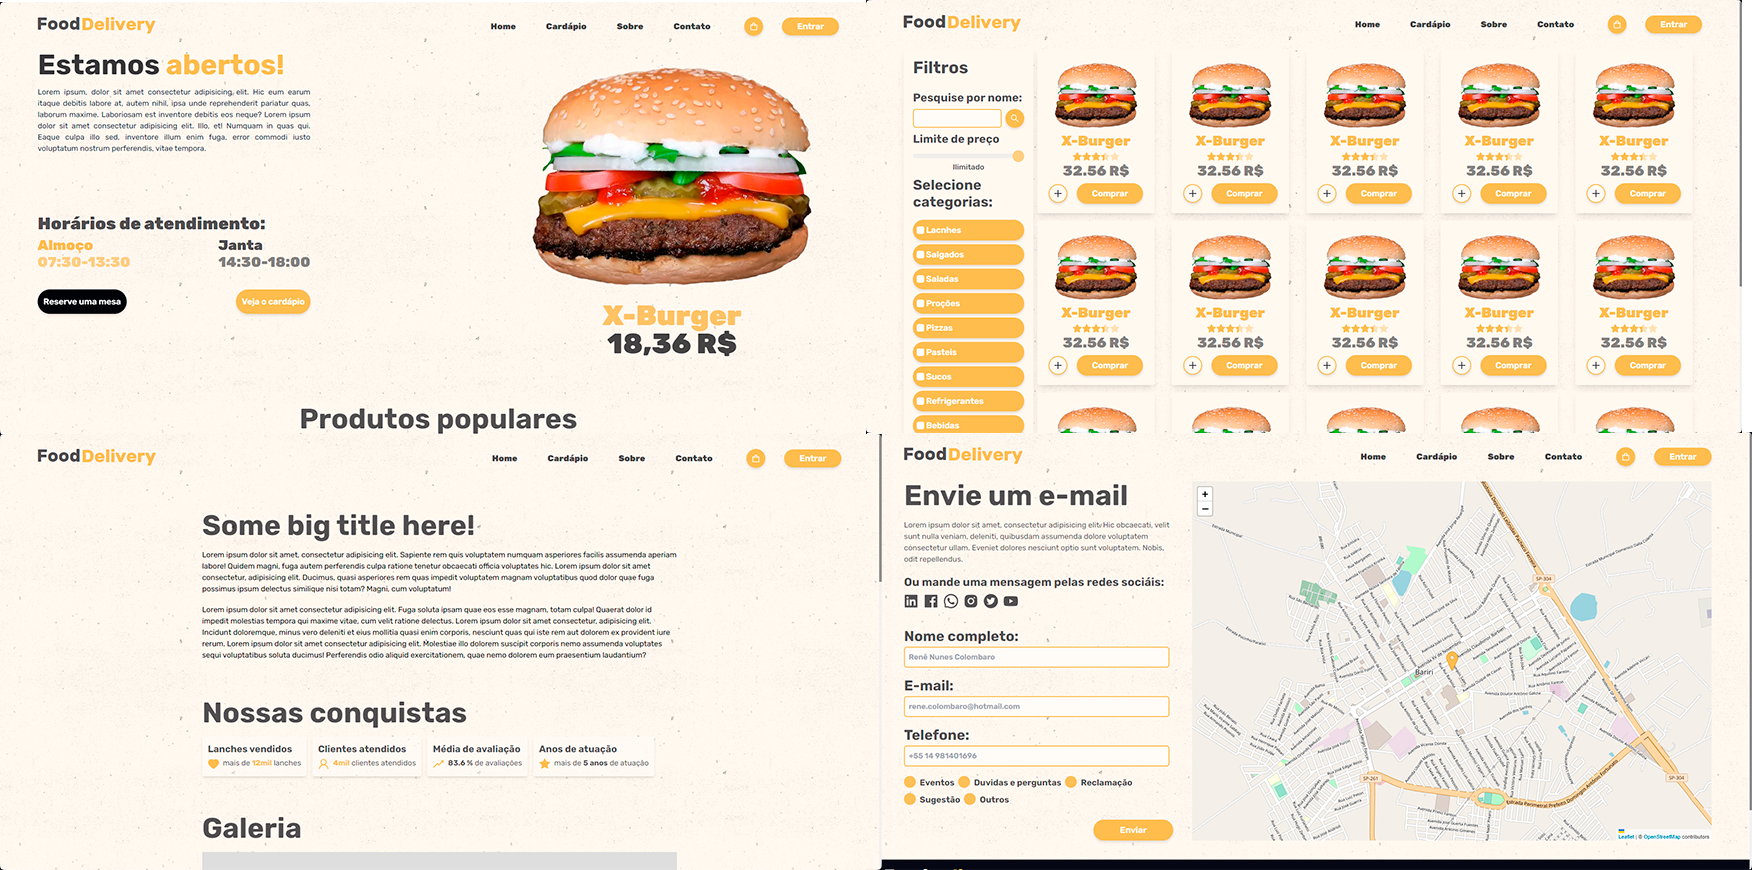 FoodDelivery
Home Cardápio Sobre Contato Entrar
Estamos abertos!
Lorem ipsum, dolor sit amet consectetur adipisicing elit. Hic eum earum
itaque debitis labore at, autem nihil, ipsa unde reprehenderit pariatur quas,
laborum maxime. Laboriosam est inventore debitis eos neque? Lorem ipsum
dolor sit amet consectetur adipisicing elit. Illo, et! Numquam in quas qui.
Eaque culpa illo sed, inventore illum enim fuga, error commodi iusto
voluptatum nostrum perferendis, vitae tempora.
Horários de atendimento:
Almoço Janta
07:30-13:30 14:30-18:00
Reserve uma mesa Veja o cardápio
X-Burger
18,36 R$
Produtos populares
FoodDelivery
Home Cardápio Sobre Contato Entrar
Filtros
Pesquise por nome:
Limite de preço
Ilimitado
Selecione
categorias:
Lacnhes
Salgados
Saladas
Proções
Pizzas
Pasteis
Sucos
Refrigerantes
Bebidas
X-Burger X-Burger X-Burger X-Burger X-Burger
32.56 R$ 32.56 R$ 32.56 R$ 32.56 R$ 32.56 R$
+ Comprar + Comprar + Comprar + Comprar + Comprar
X-Burger X-Burger X-Burger X-Burger X-Burger
32.56 R$ 32.56 R$ 32.56 R$ 32.56 R$ 32.56 R$
+ Comprar + Comprar + Comprar + Comprar + Comprar
FoodDelivery
Home Cardápio Sobre Contato Entrar
Some big title here!
Lorem ipsum dolor sit amet, consectetur adipisicing elit. Sapiente rem quis voluptatem numquam asperiores facilis assumenda aperiam
labore! Quidem magni, fuga autem perferendis culpa ratione tenetur obcaecati officia voluptates hic. Lorem ipsum dolor sit amet
consectetur, adipisicing elit. Ducimus, quasi asperiores rem quas impedit voluptatem magnam voluptatibus quod dolor quae fuga
possimus ipsum delectus similique nisi totam? Magni, cum voluptatum!
Lorem ipsum dolor sit amet consectetur adipisicing elit. Fuga soluta ipsam quae eos esse magnam, totam culpa! Quaerat dolor id
impedit molestias tempora qui maxime vitae, cum velit ratione delectus. Lorem ipsum dolor sit amet consectetur adipisicing elit.
Incidunt doloremque, minus vero deleniti et eius mollitia quasi enim corporis, nesciunt quas qui iste rem aut dolorem ex provident iure
rerum. Lorem ipsum dolor sit amet consectetur adipisicing elit. Molestiae illo dolorem suscipit corporis nemo assumenda voluptates
sequi voluptatibus soluta ducimus! Perferendis odio aliquid exercitationem, quae nemo dolorem eum praesentium laudantium?
Nossas conquistas
Lanches vendidos Clientes atendidos Média de avaliação Anos de atuação
mais de 12mil lanches 4mil clientes atendidos 83.6 % de avaliações mais de 5 anos de atuação
Galeria
FoodDelivery
Home Cardápio Sobre Contato Entrar
Envie um e-mail
Lorem ipsum dolor sit amet, consectetur adipisicing elit. Hic obcaecati, velit
sunt nulla veniam, deleniti, quibusdam assumenda dolore voluptatem
consectetur ullam. Eveniet dolores nesciunt optio sunt voluptatum. Nobis,
odit repellendus.
Ou mande uma mensagem pelas redes sociáis:
Nome completo:
Renê Nunes Colombaro
E-mail:
rene.colombaro@hotmail.com
Telefone:
+55 14 981401696
Eventos Duvidas e perguntas Reclamação
Sugestão Outros
Enviar
+
−
SP-304
Bariri
SP-261
SP-304
Leaflet | © OpenStreetMap contributors